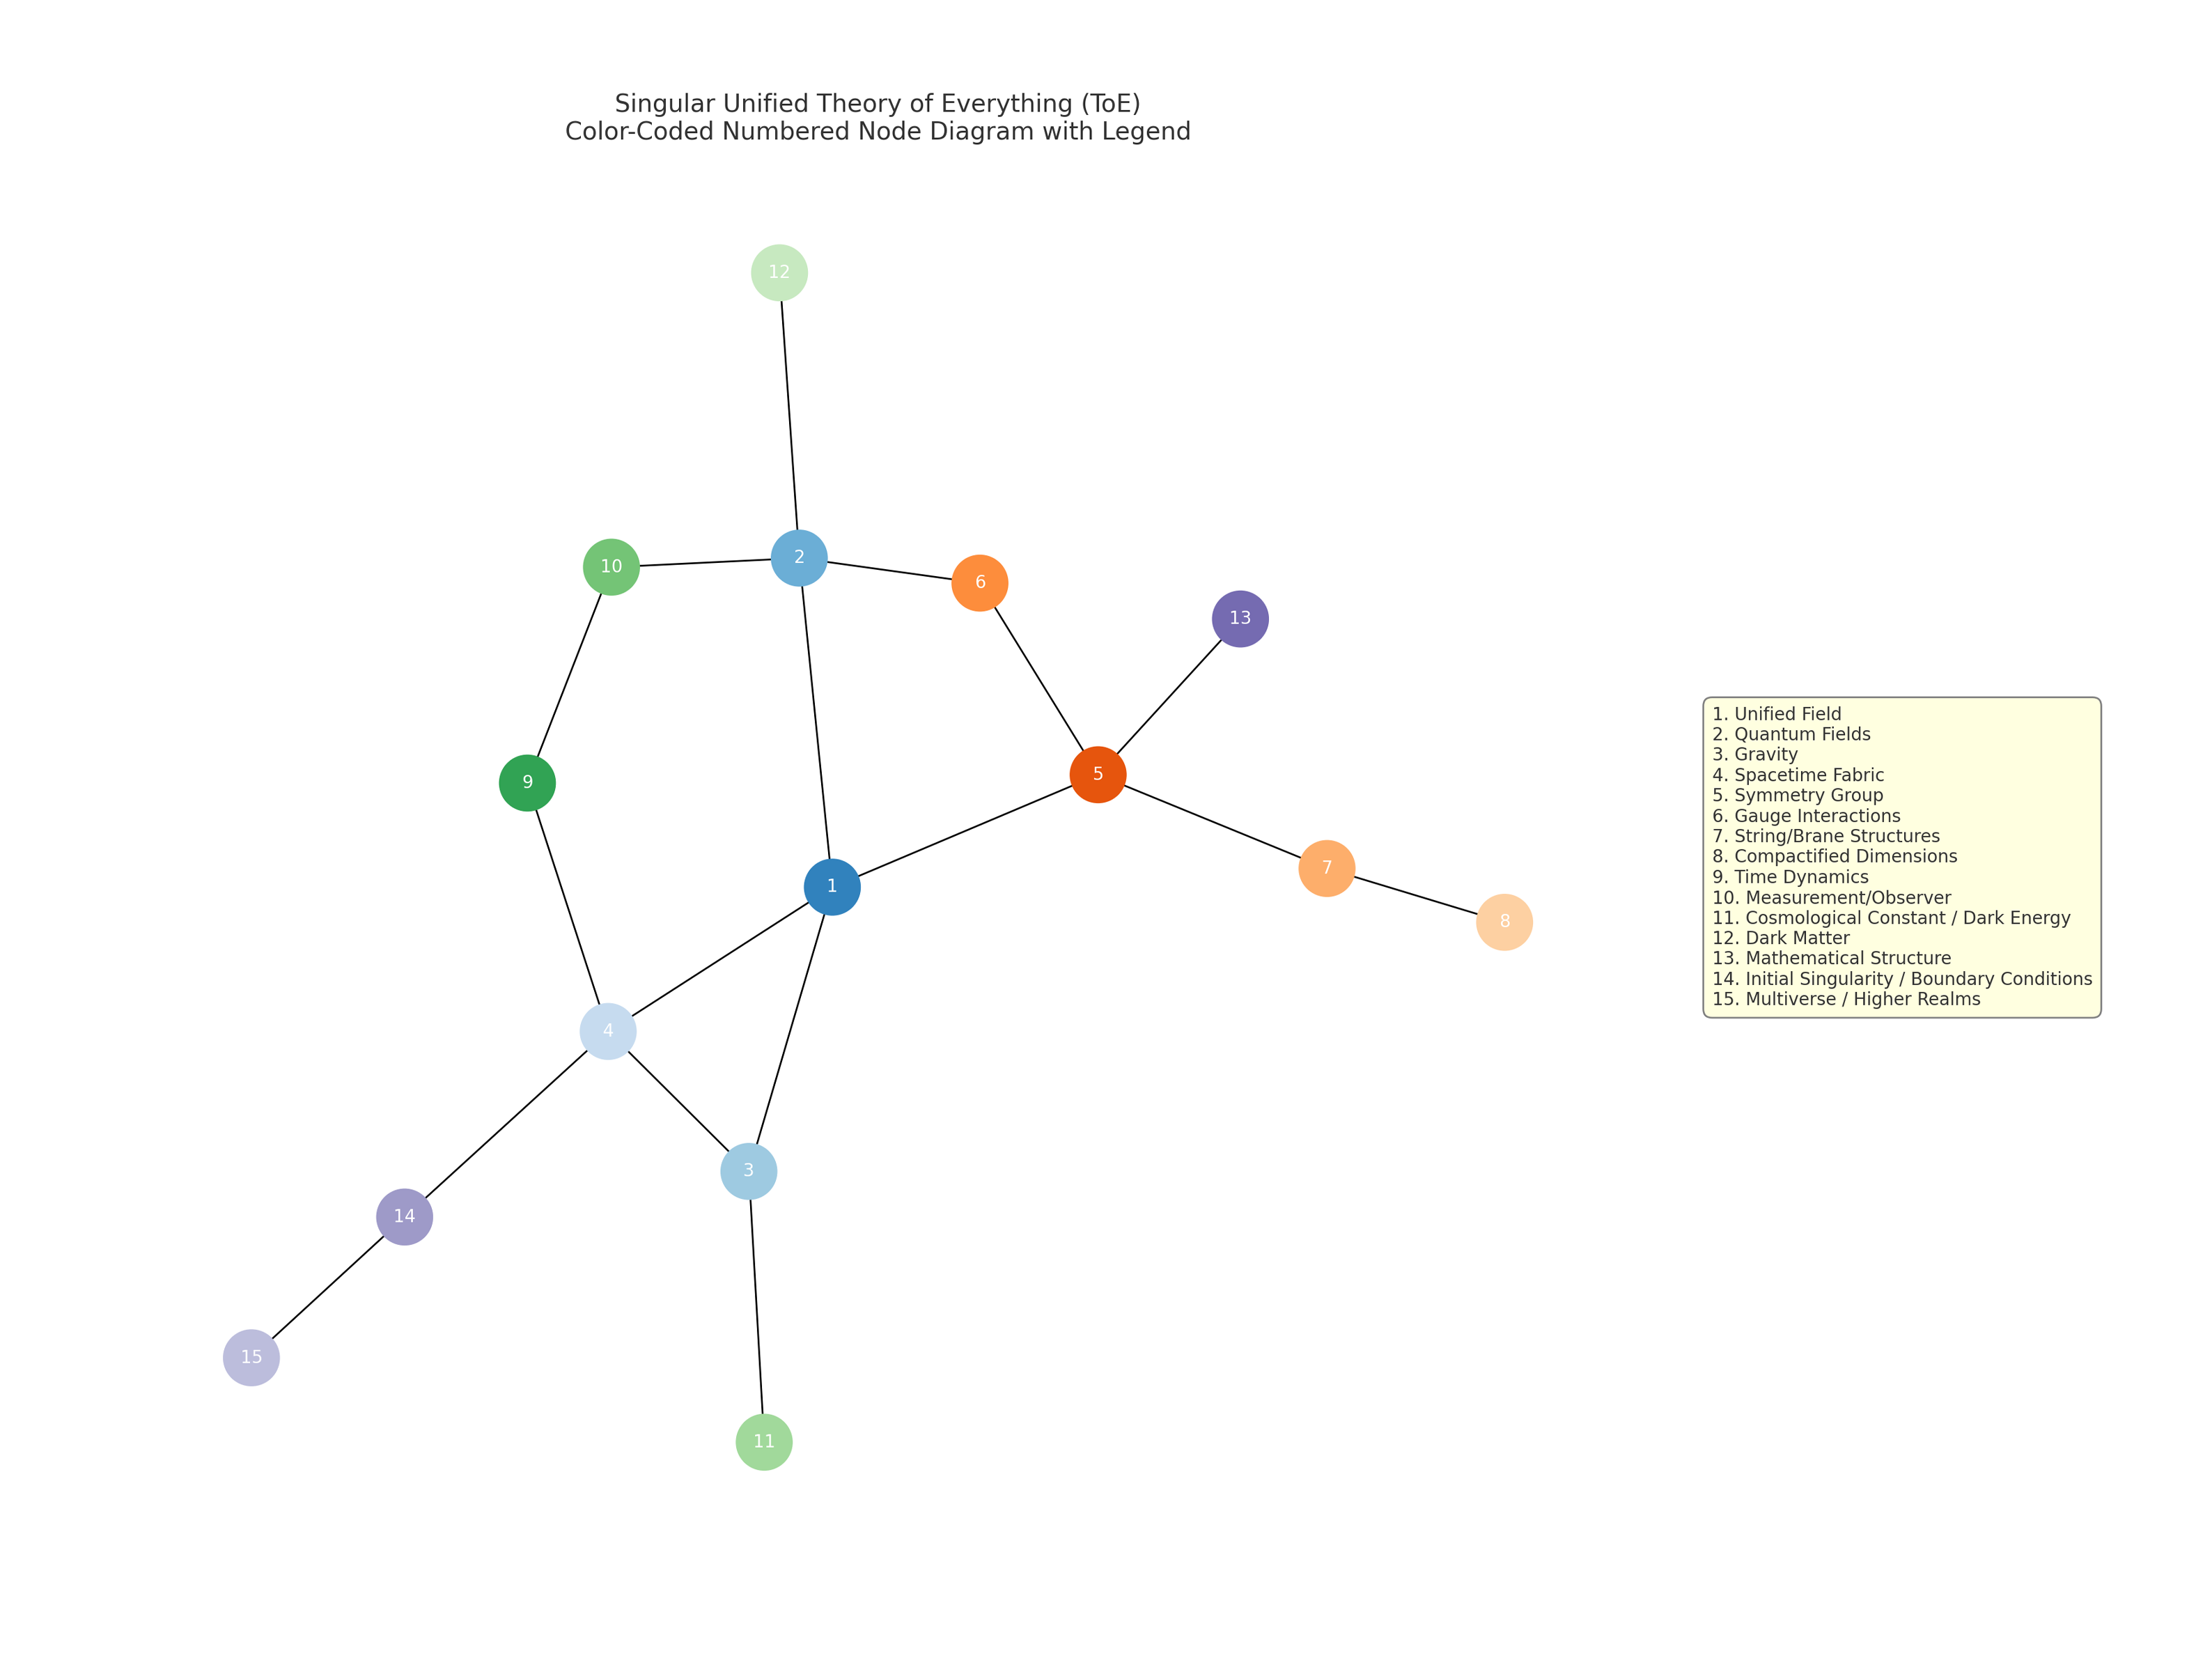 Singular Unified Theory of Everything (ToE)
Color-Coded Numbered Node Diagram with Legend
12
2
10
6
13
5
9
7
1
8
4
3
14
15
11
1. Unified Field
2. Quantum Fields
3. Gravity
4. Spacetime Fabric
5. Symmetry Group
6. Gauge Interactions
7. String/Brane Structures
8. Compactified Dimensions
9. Time Dynamics
10. Measurement/Observer
11. Cosmological Constant / Dark Energy
12. Dark Matter
13. Mathematical Structure
14. Initial Singularity / Boundary Conditions
15. Multiverse / Higher Realms